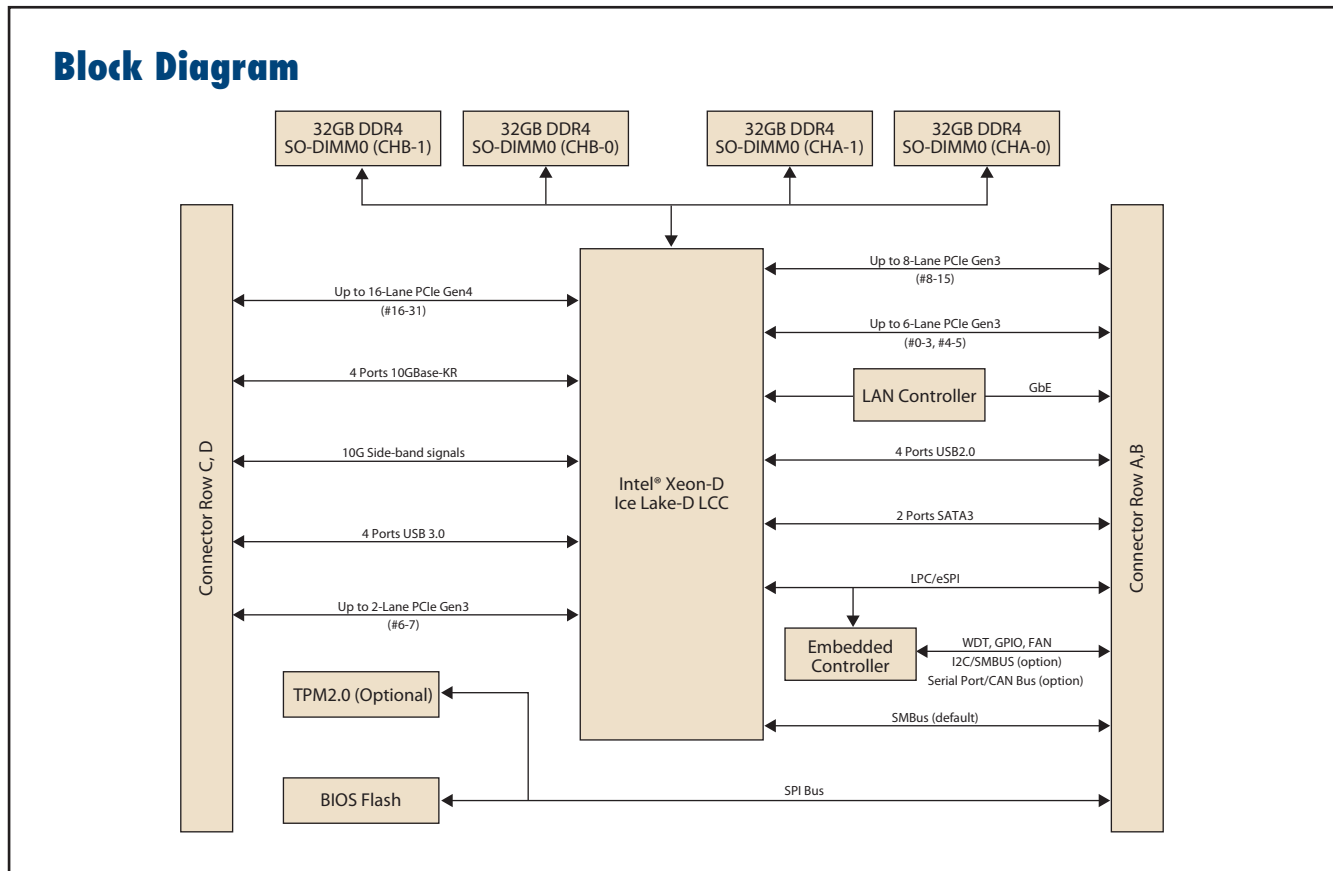 Block Diagram
32GB DDR4
SO-DIMM0 (CHB-1)
32GB DDR4
SO-DIMM0 (CHB-0)
32GB DDR4
SO-DIMM0 (CHA-1)
32GB DDR4
SO-DIMM0 (CHA-0)
Connector Row C, D
Up to 16-Lane PCIe Gen4
(#16-31)
4 Ports 10GBase-KR
10G Side-band signals
4 Ports USB 3.0
Up to 2-Lane PCIe Gen3
(#6-7)
TPM2.0 (Optional)
BIOS Flash
Intel® Xeon-D
Ice Lake-D LCC
Up to 8-Lane PCIe Gen3
(#8-15)
Up to 6-Lane PCIe Gen3
(#0-3, #4-5)
LAN Controller
GbE
4 Ports USB2.0
2 Ports SATA3
LPC/eSPI
Embedded
Controller
WDT, GPIO, FAN
I2C/SMBUS (option)
Serial Port/CAN Bus (option)
SMBus (default)
SPI Bus
Connector Row A,B